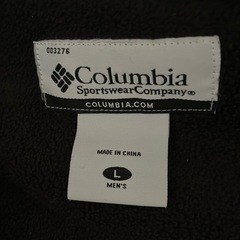 003276
Columbia
Sportswear Company®
COLUMBIA.COM
MADE IN CHINA
L
MEN'S